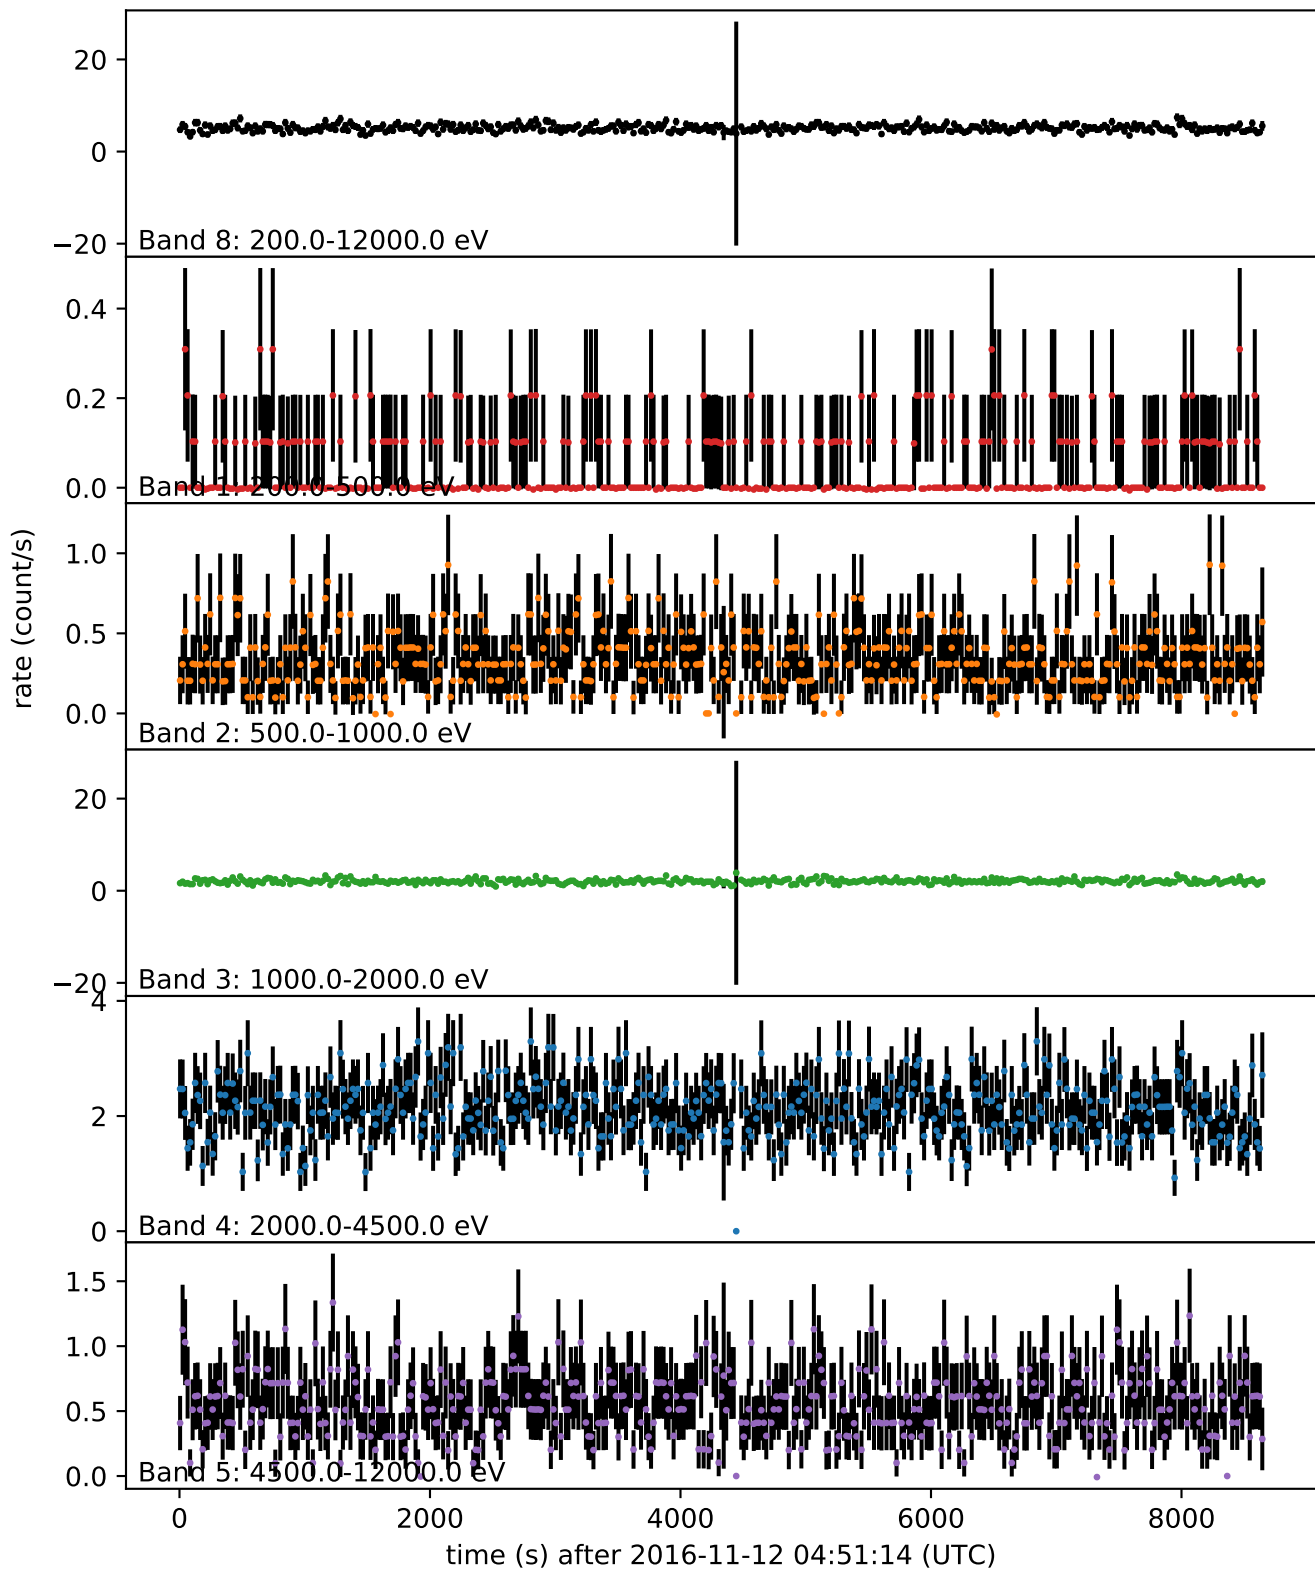 20
0
−20
Band 8: 200.0-12000.0 eV
0.4
0.2
0.0
Band 1: 200.0-500.0 eV
1.0
0.5
0.0
Band 2: 500.0-1000.0 eV
rate (count/s)
20
0
−20
Band 3: 1000.0-2000.0 eV
4
2
0
Band 4: 2000.0-4500.0 eV
1.5
1.0
0.5
0.0
Band 5: 4500.0-12000.0 eV
0 2000 4000 6000 8000
time (s) after 2016-11-12 04:51:14 (UTC)